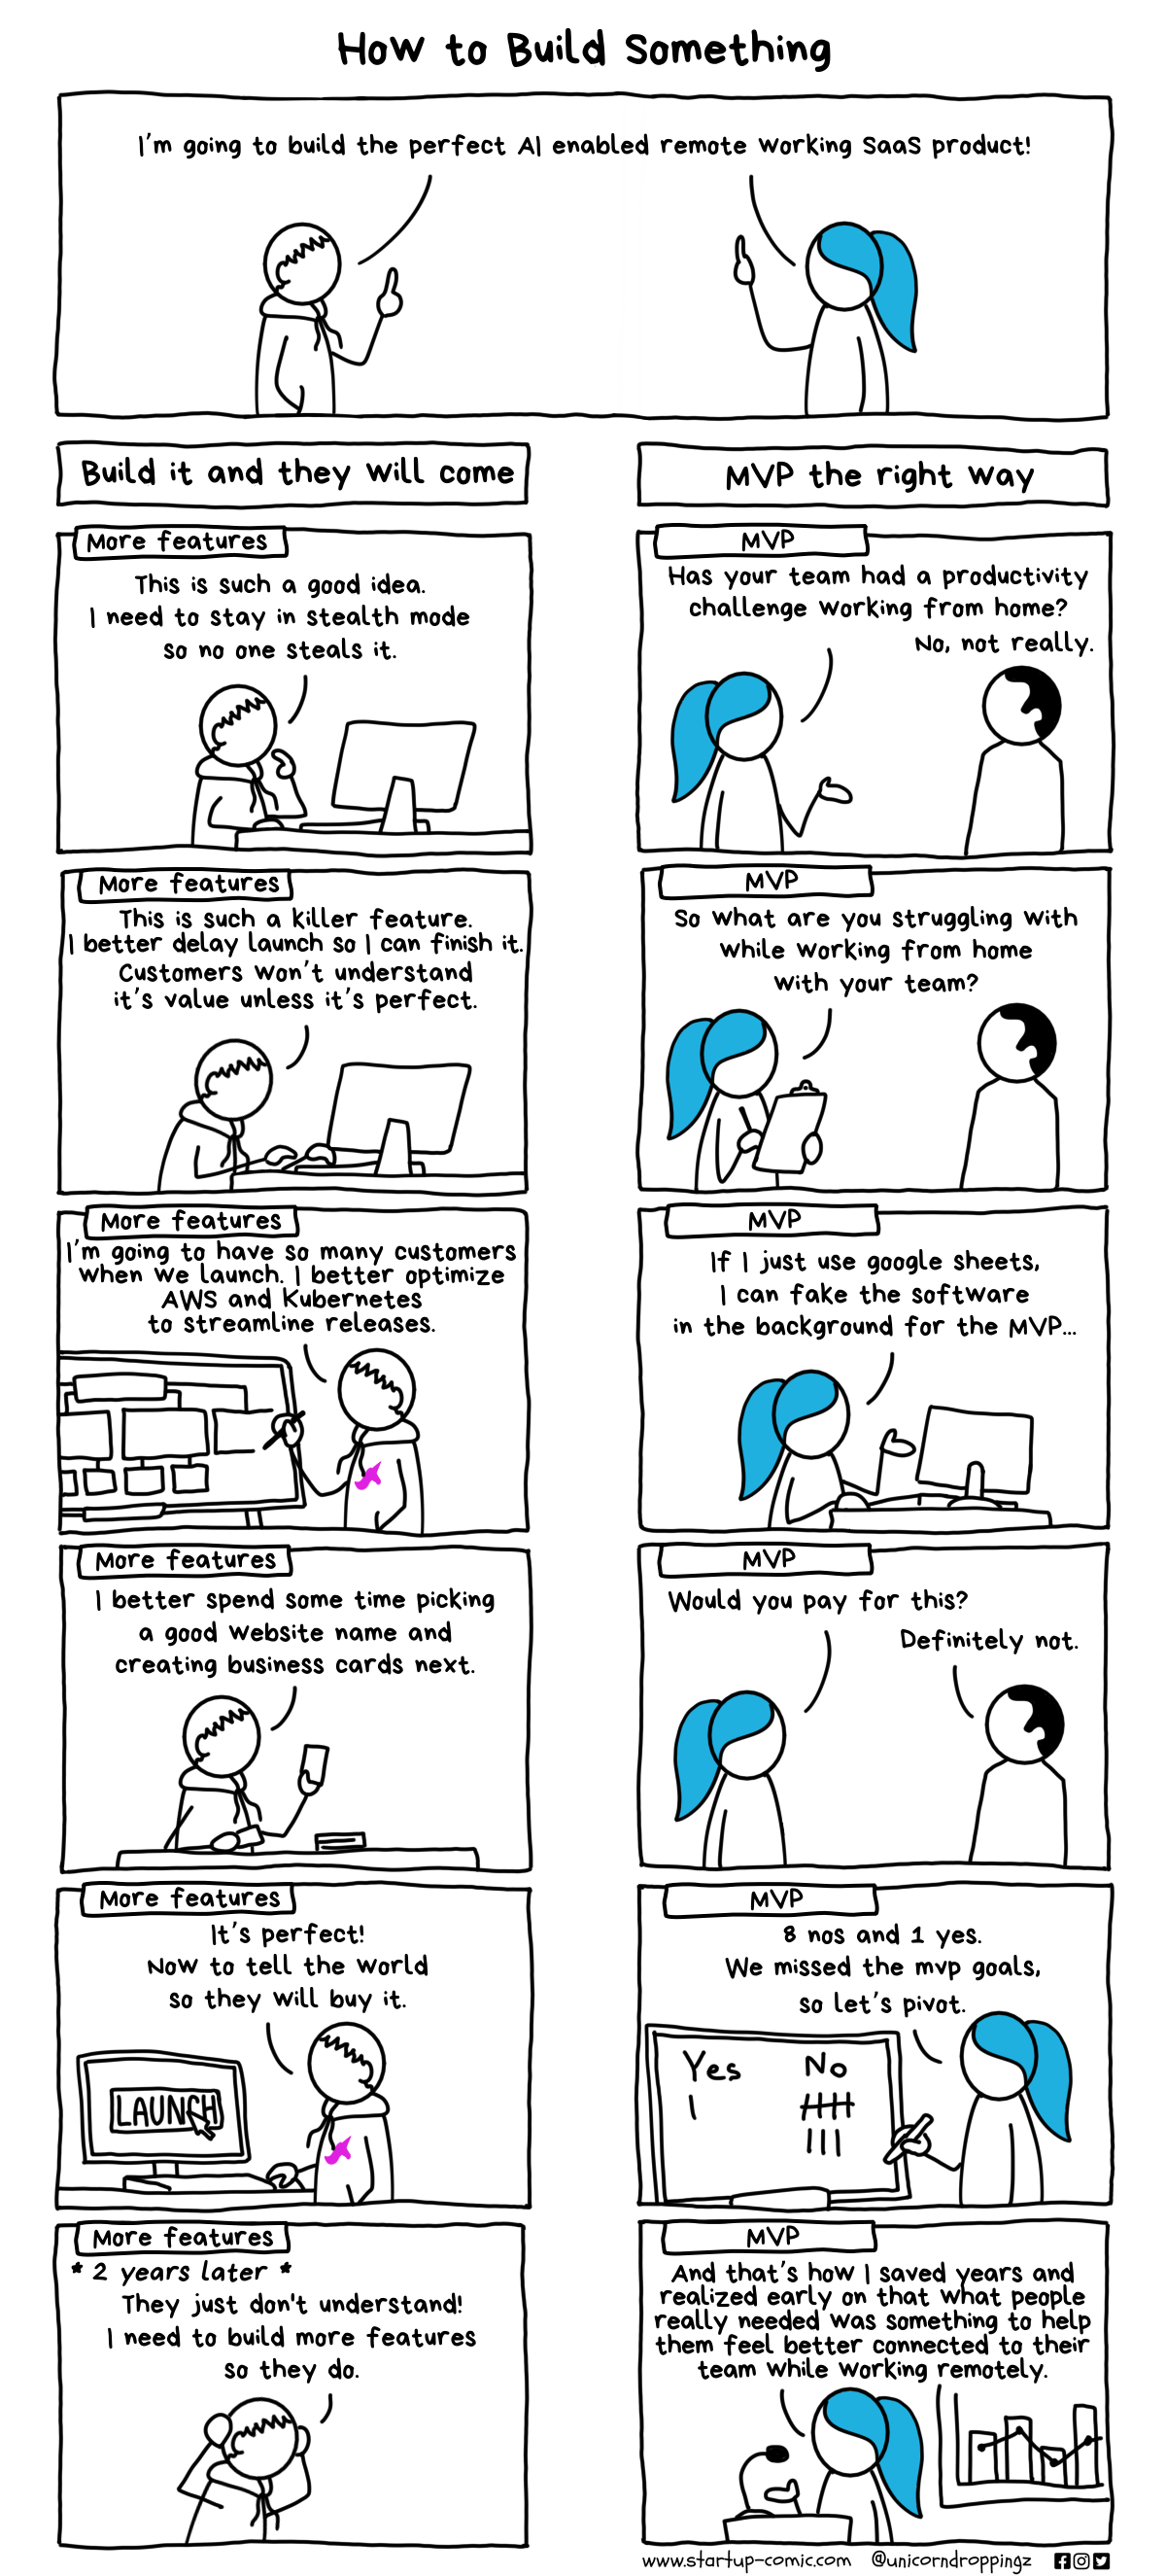 How to Build Something
I'm going to build the perfect AI enabled remote working SaaS product!
Build it and they will come
More features
This is such a good idea.
I need to stay in stealth mode
so no one steals it.
More features
This is such a killer feature.
I better delay launch so I can finish it.
Customers won't understand
it's value unless it's perfect.
More features
I'm going to have so many customers
when we launch. I better optimize
AWS and Kubernetes
to streamline releases.
More features
I better spend some time picking
a good website name and
creating business cards next.
More features
It's perfect!
Now to tell the world
so they will buy it.
LAUNCH
More features
* 2 years later *
They just don't understand!
I need to build more features
so they do.
MVP the right way
MVP
Has your team had a productivity
challenge working from home?
No, not really.
MVP
So what are you struggling with
while working from home
with your team?
MVP
If I just use google sheets,
I can fake the software
in the background for the MVP...
MVP
Would you pay for this?
Definitely not.
MVP
8 nos and 1 yes.
We missed the mvp goals,
so let's pivot.
Yes No
MVP
And that's how I saved years and
realized early on that what people
really needed was something to help
them feel better connected to their
team while working remotely.
www.startup-comic.com @unicorndroppingz